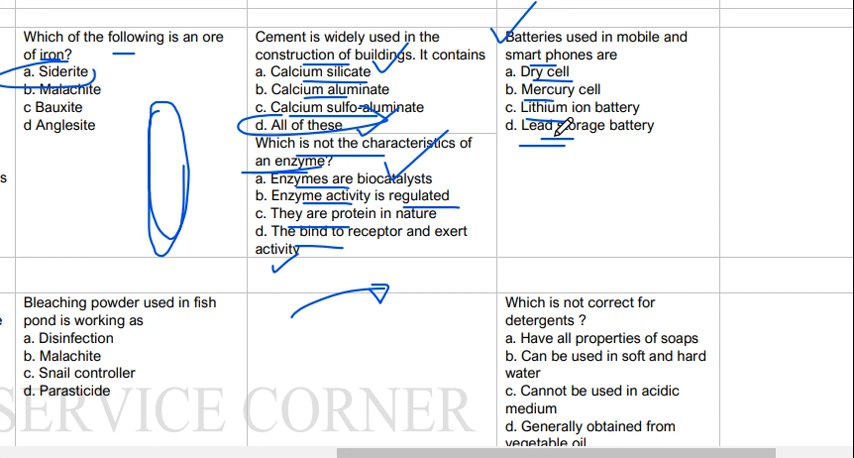 Which of the following is an ore
of iron?
a. Siderite
b. Malachite
c Bauxite
d Anglesite
Cement is widely used in the
construction of buildings. It contains
a. Calcium silicate
b. Calcium aluminate
c. Calcium sulfo-aluminate
d. All of these
Which is not the characteristics of
an enzyme?
a. Enzymes are biocatalysts
b. Enzyme activity is regulated
c. They are protein in nature
d. The bind to receptor and exert
activity
Batteries used in mobile and
smart phones are
a. Dry cell
b. Mercury cell
c. Lithium ion battery
d. Lead storage battery
s
Bleaching powder used in fish
pond is working as
a. Disinfection
b. Malachite
c. Snail controller
d. Parasticide
Which is not correct for
detergents ?
a. Have all properties of soaps
b. Can be used in soft and hard
water
c. Cannot be used in acidic
medium
d. Generally obtained from
vegetable oil
SERVICE CORNER